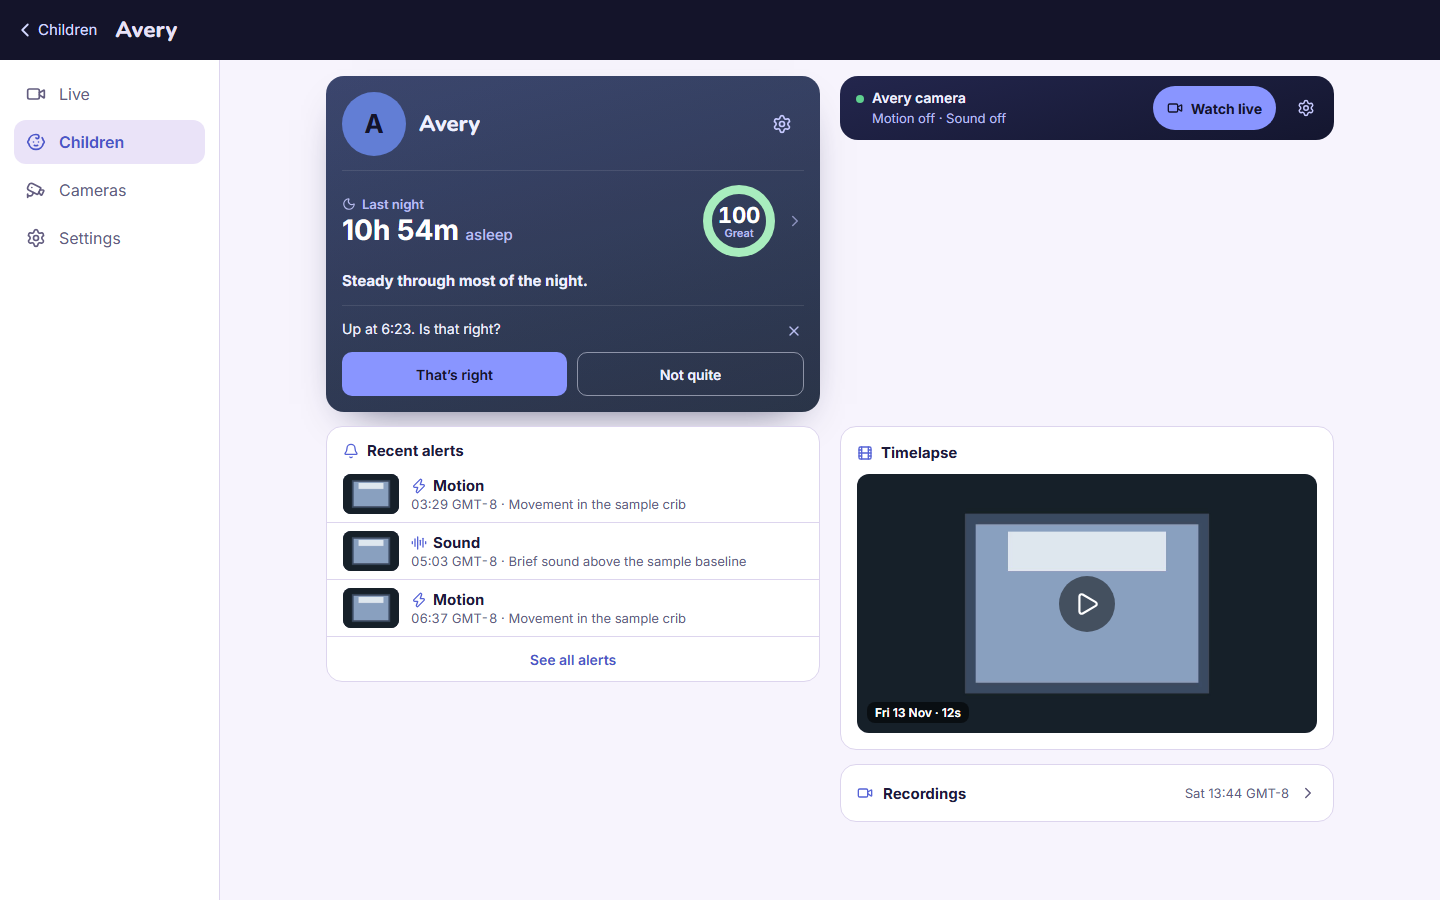 Children
Avery
Live
Children
Cameras
Settings
A
Avery
Last night
10h 54m asleep
100
Great
Steady through most of the night.
Up at 6:23. Is that right?
That's right
Not quite
Avery camera
Motion off · Sound off
Watch live
Recent alerts
Motion
03:29 GMT-8 · Movement in the sample crib
Sound
05:03 GMT-8 · Brief sound above the sample baseline
Motion
06:37 GMT-8 · Movement in the sample crib
See all alerts
Timelapse
Fri 13 Nov · 12s
Recordings
Sat 13:44 GMT-8